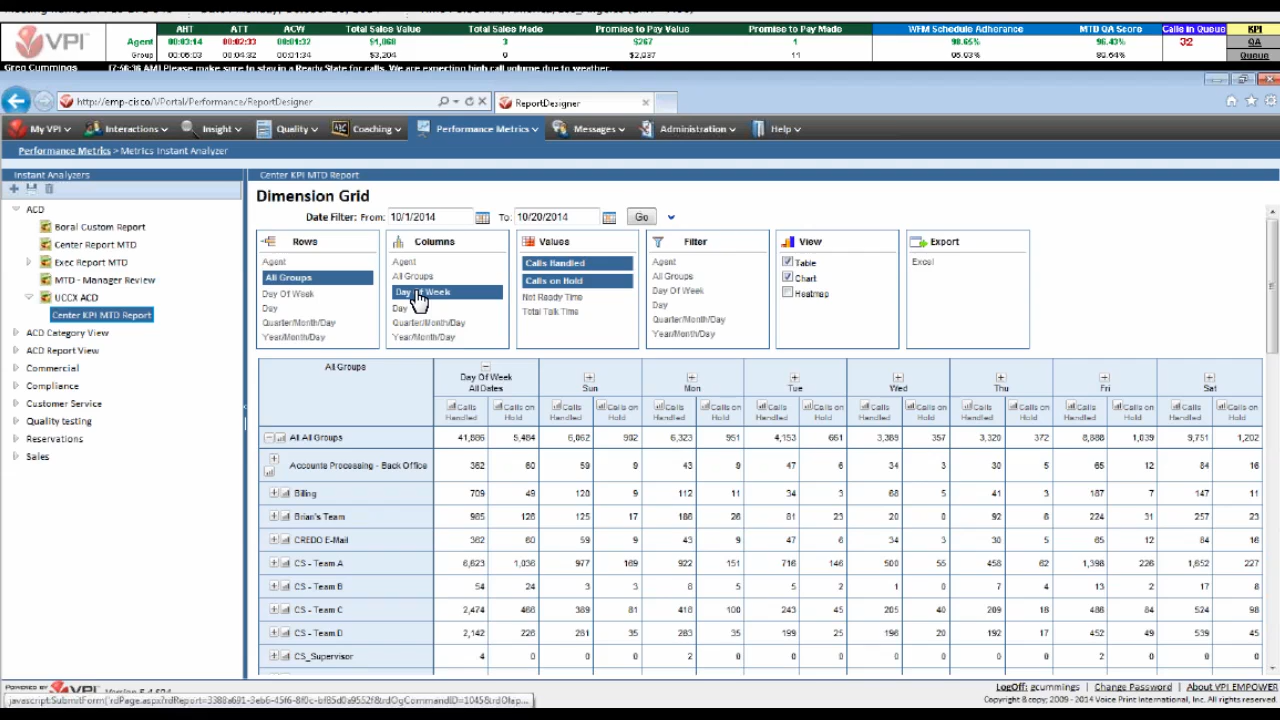 VPI AHT ATT ACW Total Sales Value Total Sales Made Promise to Pay Value Promise to Pay Made WFM Schedule Adherence MTD QA Score Calls in Queue KPI
Agent 00:03:14 00:02:33 00:01:32 $1,060 3 $267 1 98.65% 96.43% 32 QA
Group 00:06:03 00:04:32 00:01:34 $3,204 $2,037 11 80.64% Queue
Greg Cummings Please make sure to stay in a Ready State for calls. We are expecting high call volume due to weather.
http://emp-cisco/VPortal/Performance/ReportDesigner ReportDesigner
My VPI Interactions Insight Quality Coaching Performance Metrics Messages Administration Help
Performance Metrics > Metrics Instant Analyzer
Instant Analyzers
ACD
Boral Custom Report
Center Report MTD
Exec Report MTD
MTD - Manager Review
UCCX ACD
Center KPI MTD Report
ACD Category View
ACD Report View
Commercial
Compliance
Customer Service
Quality testing
Reservations
Sales
Center KPI MTD Report
Dimension Grid
Date Filter: From: 10/1/2014 To: 10/20/2014 Go
Rows
Agent
All Groups
Day Of Week
Day
Quarter/Month/Day
Year/Month/Day
Columns
Agent
All Groups
Day Of Week
Day
Quarter/Month/Day
Year/Month/Day
Values
Calls Handled
Calls on Hold
Not Ready Time
Total Talk Time
Filter
Agent
All Groups
Day Of Week
Day
Quarter/Month/Day
Year/Month/Day
View
Table
Chart
Heatmap
Export
Excel
All Groups Day Of Week All Dates Sun Mon Tue Wed Thu Fri Sat
Calls Handled Calls on Hold Calls Handled Calls on Hold Calls Handled Calls on Hold Calls Handled Calls on Hold Calls Handled Calls on Hold Calls Handled Calls on Hold Calls Handled Calls on Hold Calls Handled Calls on Hold
All All Groups 41,886 5,484 6,062 902 6,323 951 4,153 661 3,389 357 3,320 372 8,888 1,039 9,751 1,202
Accounts Processing - Back Office 362 60 59 9 43 9 47 6 34 3 30 5 65 12 84 16
Billing 709 49 120 9 112 11 34 3 68 5 41 3 187 7 147 11
Brian's Team 985 128 125 17 186 26 81 23 20 0 92 8 224 31 257 23
CREDO E-Mail 362 60 59 9 43 9 47 6 34 3 30 5 65 12 84 16
CS - Team A 6,623 1,036 977 169 922 151 716 146 500 55 458 62 1,398 226 1,652 227
CS - Team B 54 24 3 3 8 5 5 2 1 0 7 4 13 2 17 8
CS - Team C 2,474 466 389 81 418 100 243 45 205 40 209 18 486 84 524 98
CS - Team D 2,142 226 281 35 283 35 199 25 196 20 192 17 452 49 539 45
CS_Supervisor 4 0 0 0 2 0 0 0 0 0 0 0 2 0 0 0
POWERED BY VPI
LogOff: gcummings | Change Password | About VPI EMPOWER
Copyright © 2009 - 2014 Voice Print International, Inc. All rights reserved.